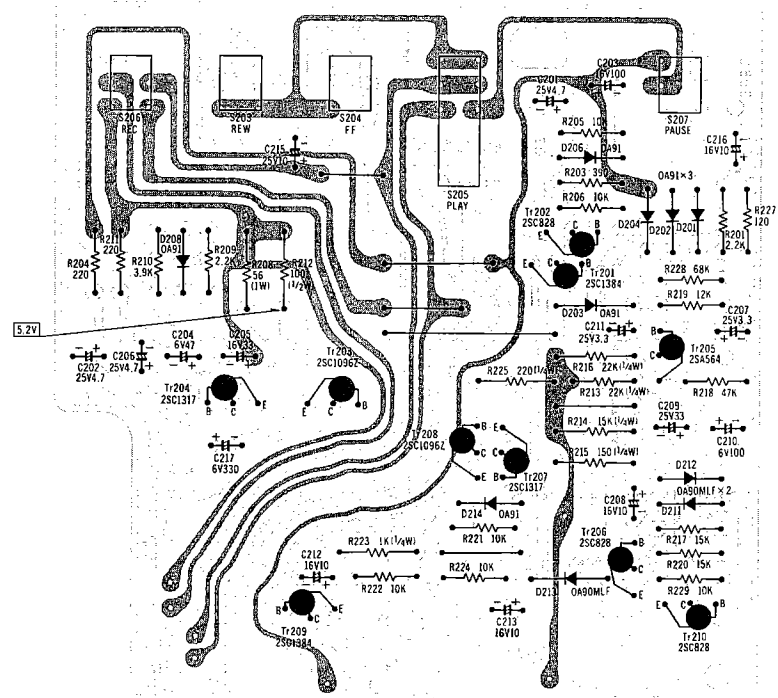 S206
REC
S203
REW
S204
FF
S205
PLAY
S207
PAUSE
C203
16V100
C201
25V4.7
R205 10K
D206 OA91
R203 390
R206 10K
C216
16V10
C215
25V10
OA91×3
D204
D202
D201
R201
2.2K
R227
120
Tr202
2SC828
E
C
B
Tr201
2SC1384
E
C
B
R204
220
R211
220
R210
3.9K
D208
OA91
R209
2.2K
R208
56
(1W)
R212
100
(1/2W)
R228 68K
R219 12K
D203 OA91
C207
25V3.3
C211
25V3.3
B
C
E
Tr205
2SA564
5.2V
C202
25V4.7
C206
25V4.7
C204
6V47
C205
16V33
Tr204
2SC1317
B
C
E
Tr203
2SC1096Z
E
C
B
R216 22K(1/4W)
R225 220(1/4W)
R213 22K(1/4W)
R218 47K
R214 15K(1/4W)
C209
25V33
C210
6V100
C217
6V330
Tr208
2SC1096Z
B
C
E
E
C
B
Tr207
2SC1317
R215 150(1/4W)
D212
OA90MLF×2
D211
C208
16V10
D214 OA91
R221 10K
Tr206
2SC828
B
C
E
R217 15K
R220 15K
R229 10K
R223 1K(1/4W)
C212
16V10
R222 10K
R224 10K
D213 OA90MLF
C213
16V10
B
C
E
Tr209
2SC1384
E
C
B
Tr210
2SC828